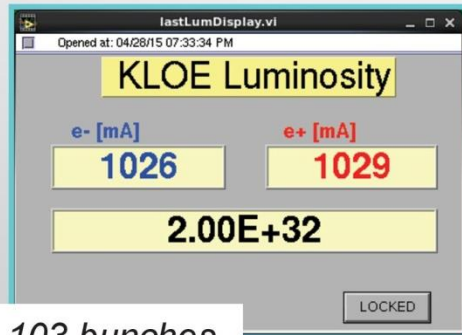 lastLumDisplay.vi
Opened at: 04/28/15 07:33:34 PM
KLOE Luminosity
e- [mA] e+ [mA]
1026 1029
2.00E+32
LOCKED
103 bunches